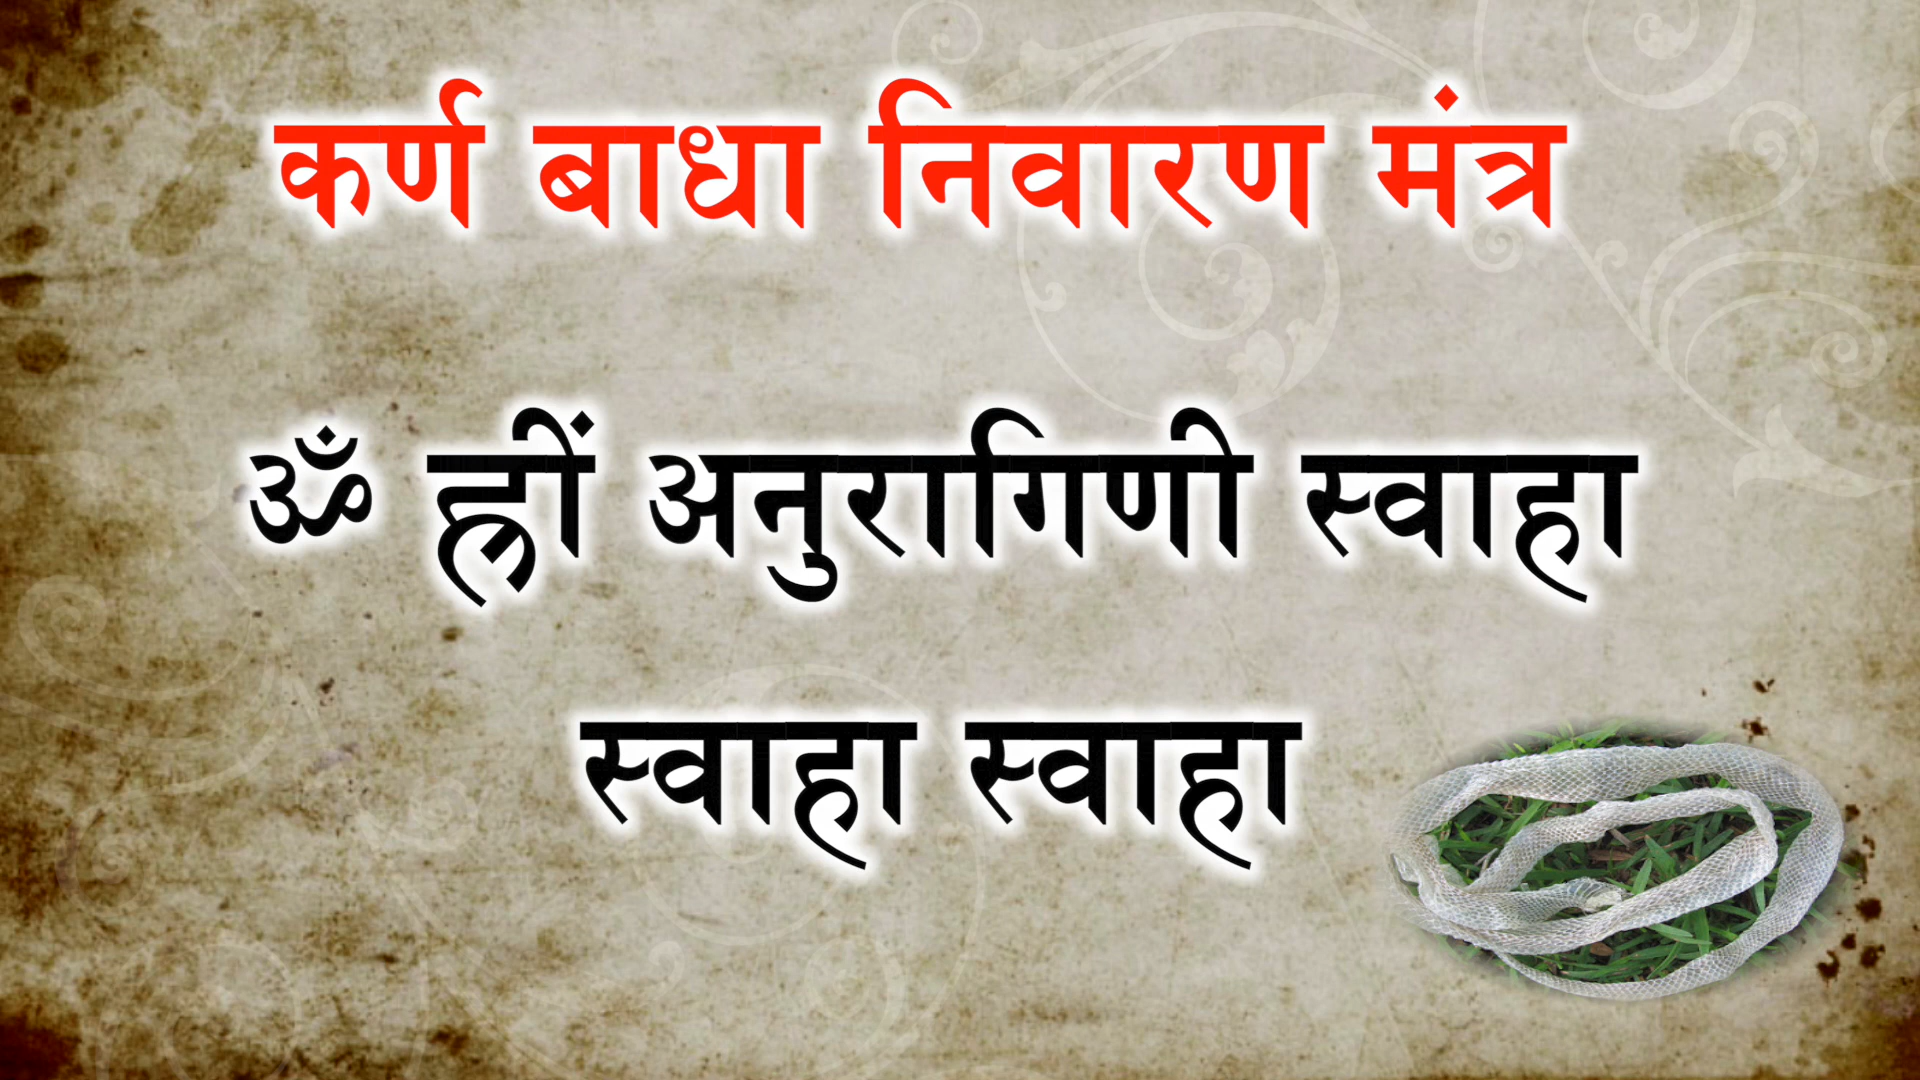 कर्ण बाधा निवारण मंत्र
ॐ ह्लीं अनुरागिणी स्वाहा
स्वाहा स्वाहा